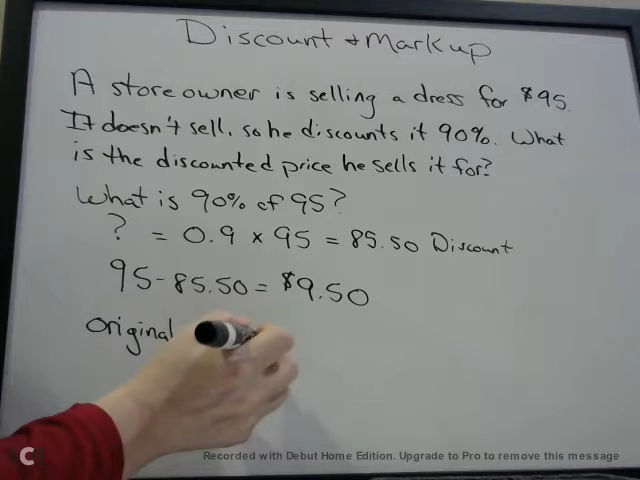 Discount + Markup
A store owner is selling a dress for $95.
It doesn't sell, so he discounts it 90%. What
is the discounted price he sells it for?
What is 90% of 95?
? = 0.9 × 95 = 85.50 Discount
95 - 85.50 = $9.50
original
C
Recorded with Debut Home Edition. Upgrade to Pro to remove this message